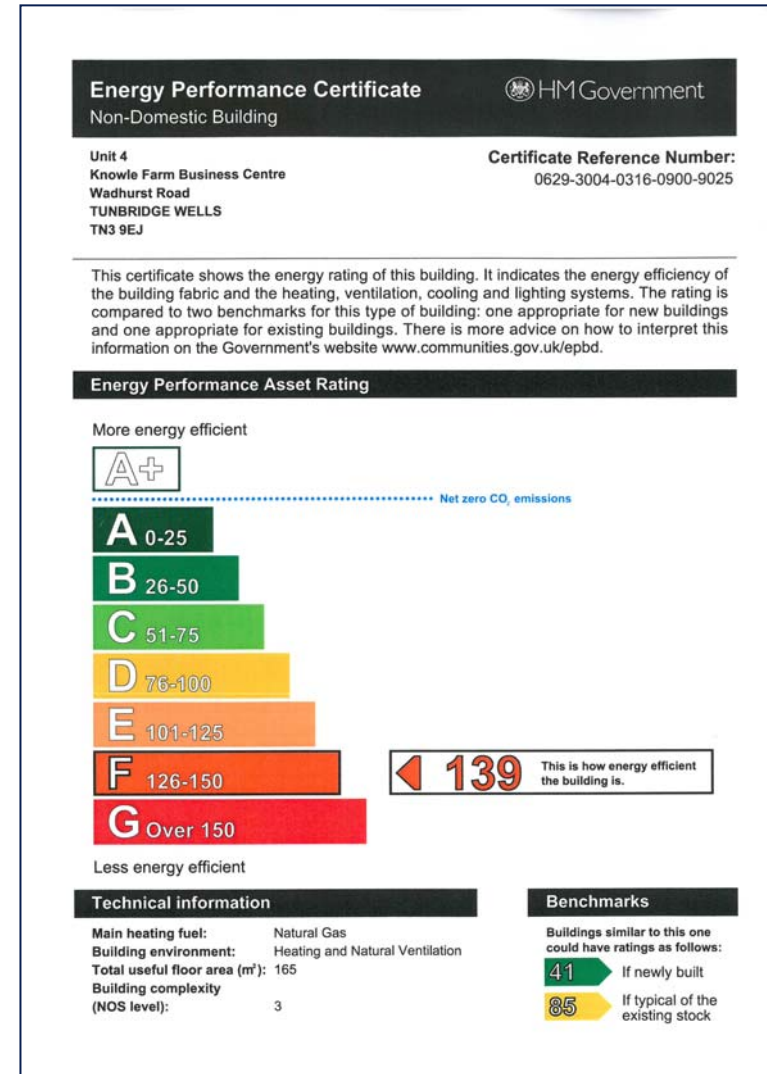 Energy Performance Certificate
HM Government
Non-Domestic Building
Unit 4
Knowle Farm Business Centre
Wadhurst Road
TUNBRIDGE WELLS
TN3 9EJ
Certificate Reference Number:
0629-3004-0316-0900-9025
This certificate shows the energy rating of this building. It indicates the energy efficiency of
the building fabric and the heating, ventilation, cooling and lighting systems. The rating is
compared to two benchmarks for this type of building: one appropriate for new buildings
and one appropriate for existing buildings. There is more advice on how to interpret this
information on the Government's website www.communities.gov.uk/epbd.
Energy Performance Asset Rating
More energy efficient
A+
Net zero CO₂ emissions
A 0-25
B 26-50
C 51-75
D 76-100
E 101-125
F 126-150
139
This is how energy efficient
the building is.
G Over 150
Less energy efficient
Technical information
Main heating fuel: Natural Gas
Building environment: Heating and Natural Ventilation
Total useful floor area (m²): 165
Building complexity
(NOS level): 3
Benchmarks
Buildings similar to this one
could have ratings as follows:
41 If newly built
85 If typical of the
existing stock